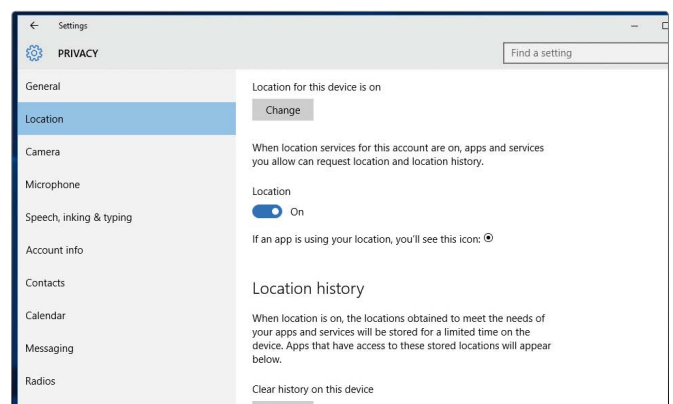 Settings
PRIVACY
Find a setting
General
Location
Camera
Microphone
Speech, inking & typing
Account info
Contacts
Calendar
Messaging
Radios
Location for this device is on
Change
When location services for this account are on, apps and services
you allow can request location and location history.
Location
On
If an app is using your location, you'll see this icon:
Location history
When location is on, the locations obtained to meet the needs of
your apps and services will be stored for a limited time on the
device. Apps that have access to these stored locations will appear
below.
Clear history on this device